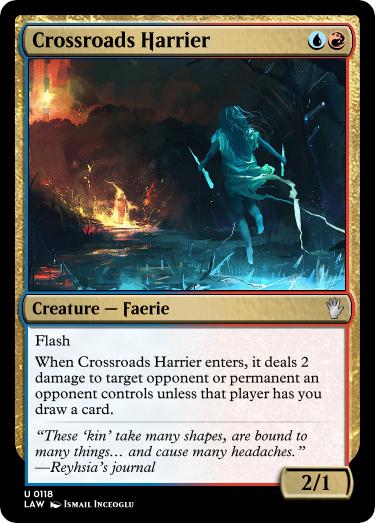 Crossroads Harrier
Creature — Faerie
Flash
When Crossroads Harrier enters, it deals 2
damage to target opponent or permanent an
opponent controls unless that player has you
draw a card.
“These ‘kin’ take many shapes, are bound to
many things… and cause many headaches.”
—Reyhsia’s journal
2/1
U 0118
LAW Ismail Inceoglu